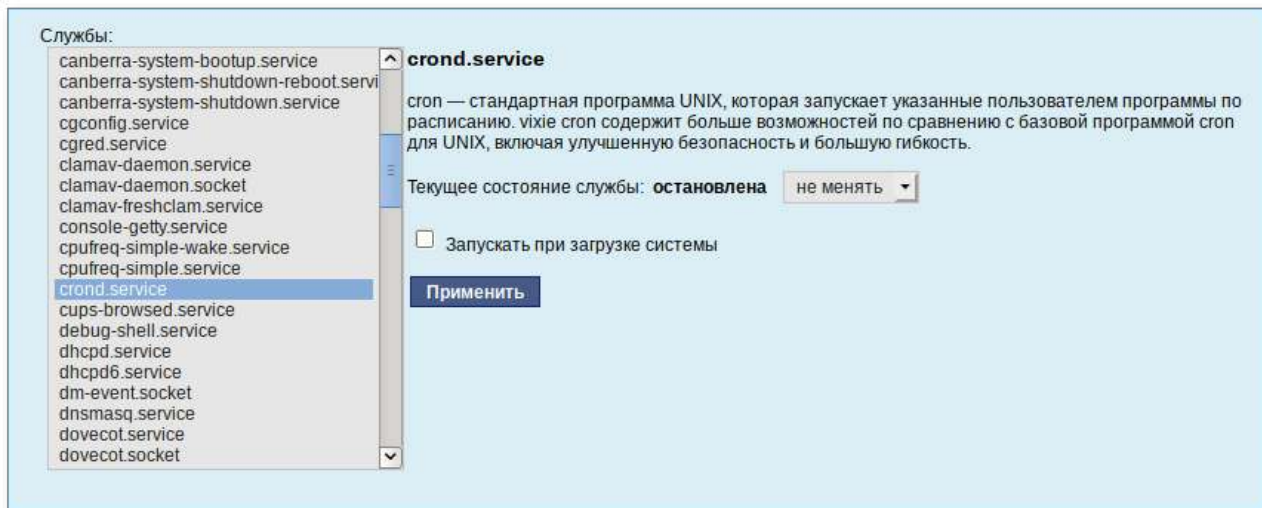 Службы:
canberra-system-bootup.service
canberra-system-shutdown-reboot.servi
canberra-system-shutdown.service
cgconfig.service
cgred.service
clamav-daemon.service
clamav-daemon.socket
clamav-freshclam.service
console-getty.service
cpufreq-simple-wake.service
cpufreq-simple.service
crond.service
cups-browsed.service
debug-shell.service
dhcpd.service
dhcpd6.service
dm-event.socket
dnsmasq.service
dovecot.service
dovecot.socket
crond.service
cron — стандартная программа UNIX, которая запускает указанные пользователем программы по
расписанию. vixie cron содержит больше возможностей по сравнению с базовой программой cron
для UNIX, включая улучшенную безопасность и большую гибкость.
Текущее состояние службы: остановлена не менять
Запускать при загрузке системы
Применить